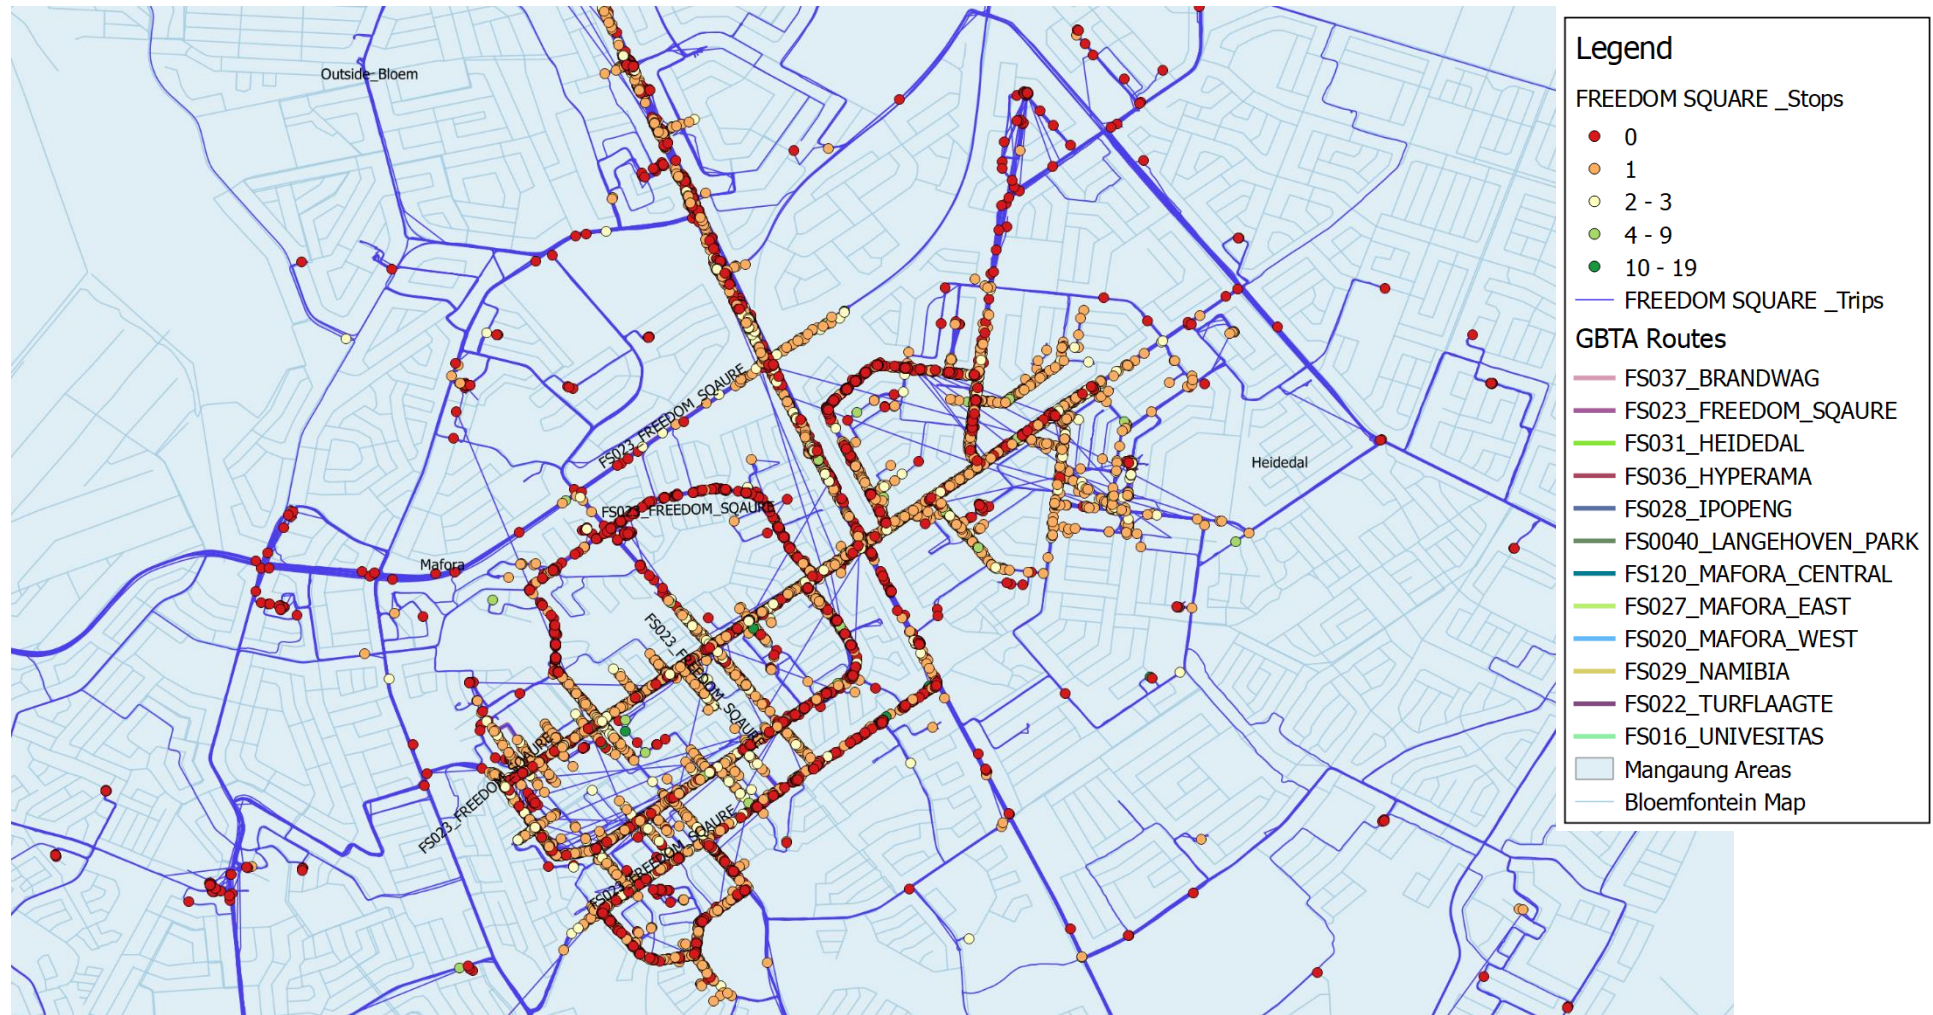 Outside_Bloem
FS023_FREEDOM_SQAURE
Heidedal
FS023_FREEDOM_SQAURE
Mafora
FS023_FREEDOM_SQAURE
FS023_FREEDOM_SQAURE
FS023_FREEDOM_SQAURE
Legend
FREEDOM SQUARE _Stops
0
1
2 - 3
4 - 9
10 - 19
FREEDOM SQUARE _Trips
GBTA Routes
FS037_BRANDWAG
FS023_FREEDOM_SQAURE
FS031_HEIDEDAL
FS036_HYPERAMA
FS028_IPOPENG
FS0040_LANGEHOVEN_PARK
FS120_MAFORA_CENTRAL
FS027_MAFORA_EAST
FS020_MAFORA_WEST
FS029_NAMIBIA
FS022_TURFLAAGTE
FS016_UNIVESITAS
Mangaung Areas
Bloemfontein Map